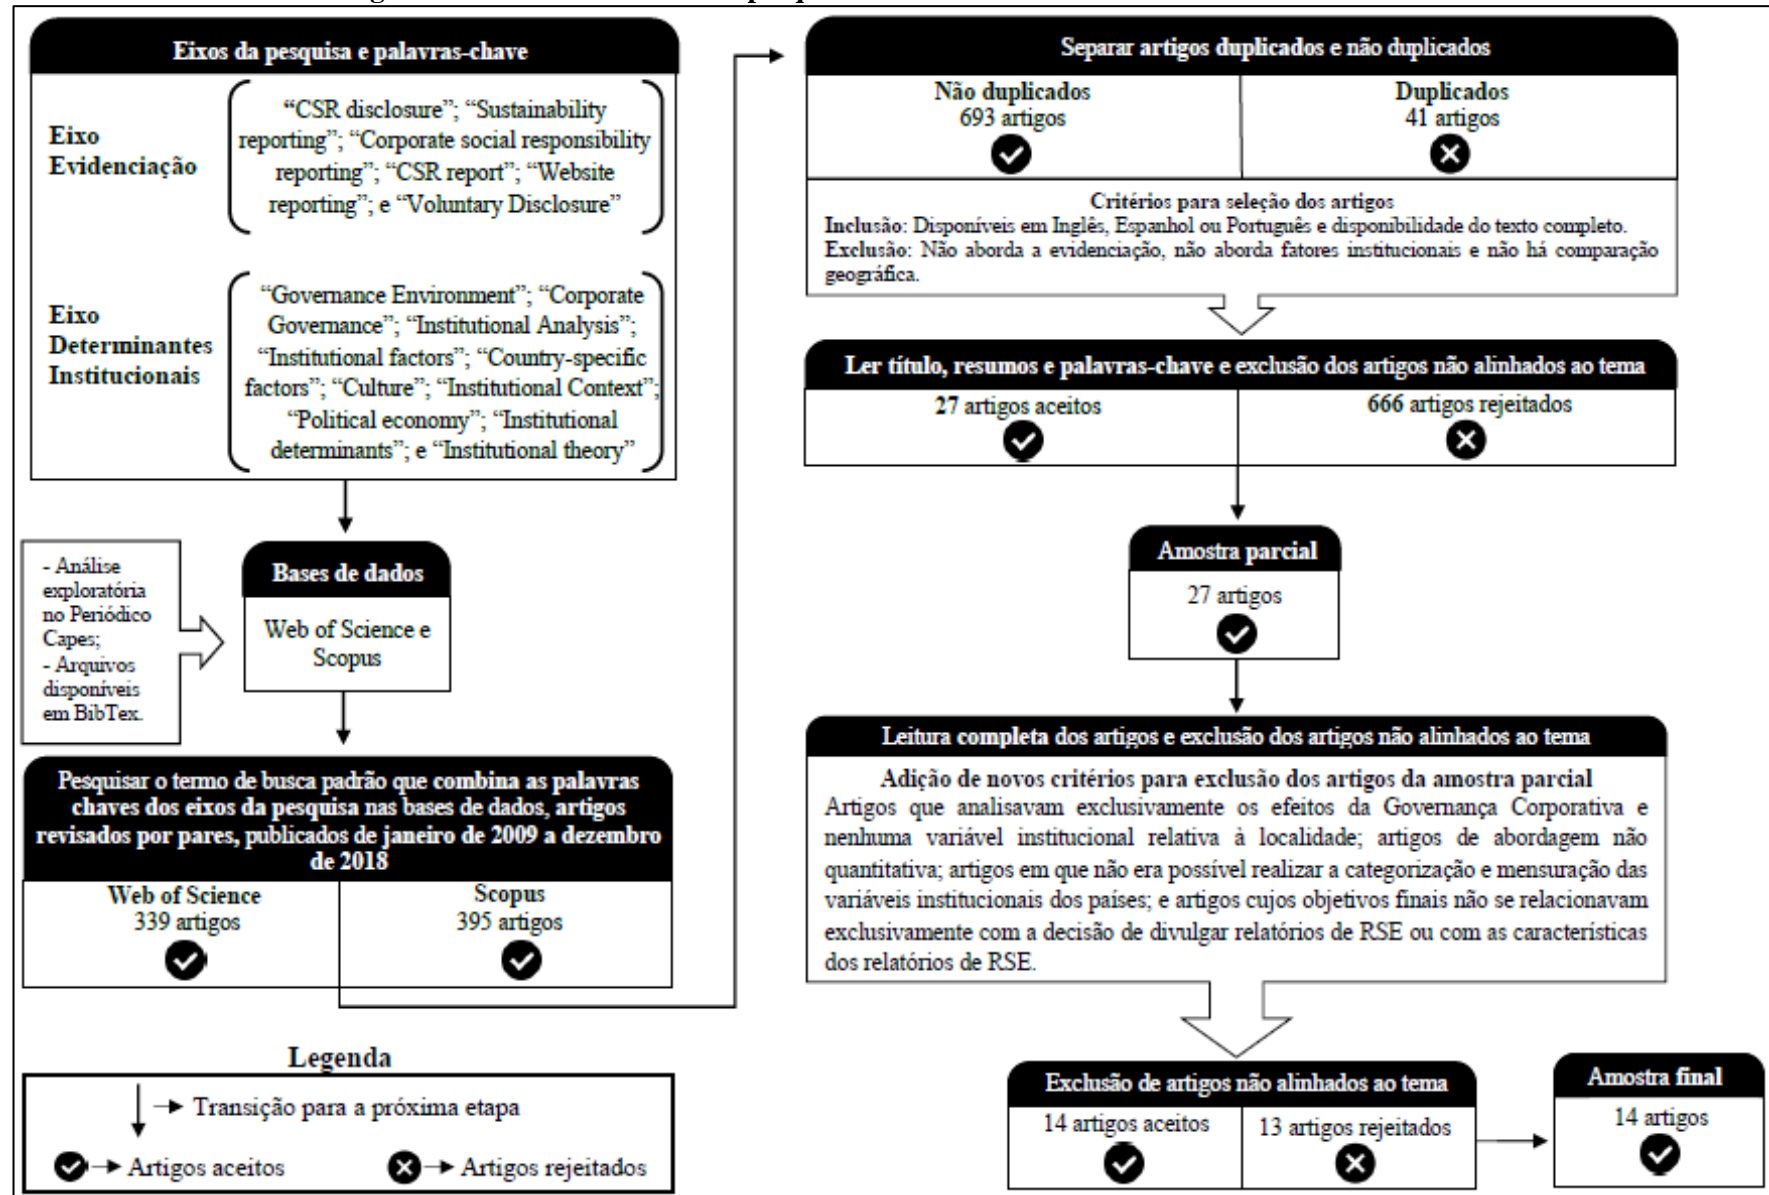 Eixos da pesquisa e palavras-chave
Eixo
Evidenciação
“CSR disclosure”; “Sustainability
reporting”; “Corporate social responsibility
reporting”; “CSR report”; “Website
reporting”; e “Voluntary Disclosure”
Eixo
Determinantes
Institucionais
“Governance Environment”; “Corporate
Governance”; “Institutional Analysis”;
“Institutional factors”; “Country-specific
factors”; “Culture”; “Institutional Context”;
“Political economy”; “Institutional
determinants”; e “Institutional theory”
- Análise
exploratória
no Periódico
Capes;
- Arquivos
disponíveis
em BibTex.
Bases de dados
Web of Science e
Scopus
Pesquisar o termo de busca padrão que combina as palavras
chaves dos eixos da pesquisa nas bases de dados, artigos
revisados por pares, publicados de janeiro de 2009 a dezembro
de 2018
Web of Science
339 artigos
Scopus
395 artigos
Legenda
Transição para a próxima etapa
Artigos aceitos
Artigos rejeitados
Separar artigos duplicados e não duplicados
Não duplicados
693 artigos
Duplicados
41 artigos
Critérios para seleção dos artigos
Inclusão: Disponíveis em Inglês, Espanhol ou Português e disponibilidade do texto completo.
Exclusão: Não aborda a evidenciação, não aborda fatores institucionais e não há comparação
geográfica.
Ler título, resumos e palavras-chave e exclusão dos artigos não alinhados ao tema
27 artigos aceitos
666 artigos rejeitados
Amostra parcial
27 artigos
Leitura completa dos artigos e exclusão dos artigos não alinhados ao tema
Adição de novos critérios para exclusão dos artigos da amostra parcial
Artigos que analisavam exclusivamente os efeitos da Governança Corporativa e
nenhuma variável institucional relativa à localidade; artigos de abordagem não
quantitativa; artigos em que não era possível realizar a categorização e mensuração das
variáveis institucionais dos países; e artigos cujos objetivos finais não se relacionavam
exclusivamente com a decisão de divulgar relatórios de RSE ou com as características
dos relatórios de RSE.
Exclusão de artigos não alinhados ao tema
14 artigos aceitos
13 artigos rejeitados
Amostra final
14 artigos